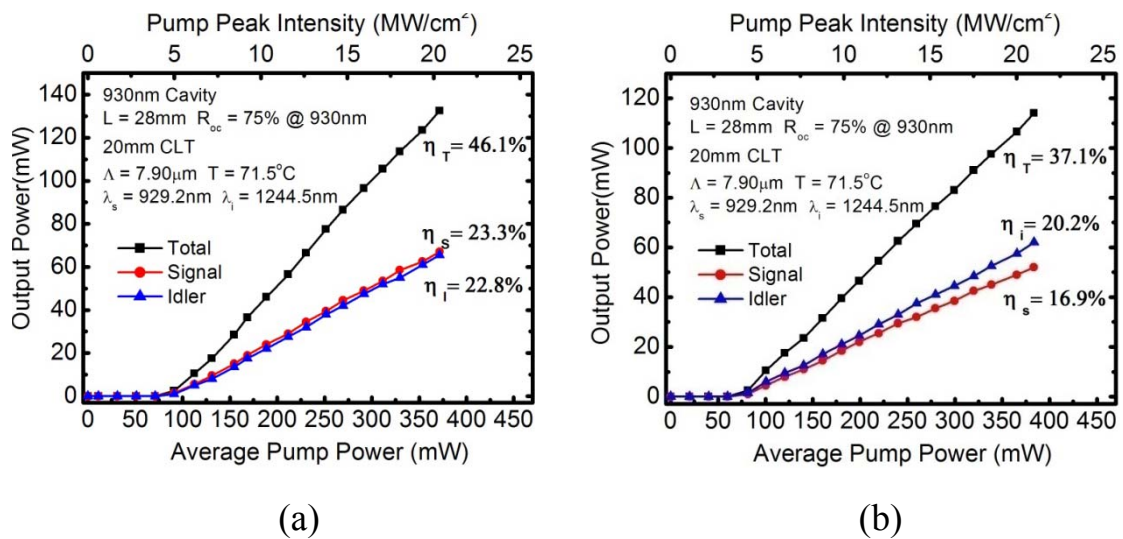 Pump Peak Intensity (MW/cm²)
0 5 10 15 20 25
140
120
100
80
60
40
20
0
Output Power(mW)
930nm Cavity
L = 28mm R_oc = 75% @ 930nm
20mm CLT
Λ = 7.90μm T = 71.5°C
λ_s = 929.2nm λ_i = 1244.5nm
Total
Signal
Idler
η_T = 46.1%
η_S = 23.3%
η_I = 22.8%
0 50 100 150 200 250 300 350 400 450
Average Pump Power (mW)
(a)
Pump Peak Intensity (MW/cm²)
0 5 10 15 20 25
120
100
80
60
40
20
0
Output Power(mW)
930nm Cavity
L = 28mm R_oc = 75% @ 930nm
20mm CLT
Λ = 7.90μm T = 71.5°C
λ_s = 929.2nm λ_i = 1244.5nm
Total
Signal
Idler
η_T = 37.1%
η_i = 20.2%
η_s = 16.9%
0 50 100 150 200 250 300 350 400 450
Average Pump Power (mW)
(b)